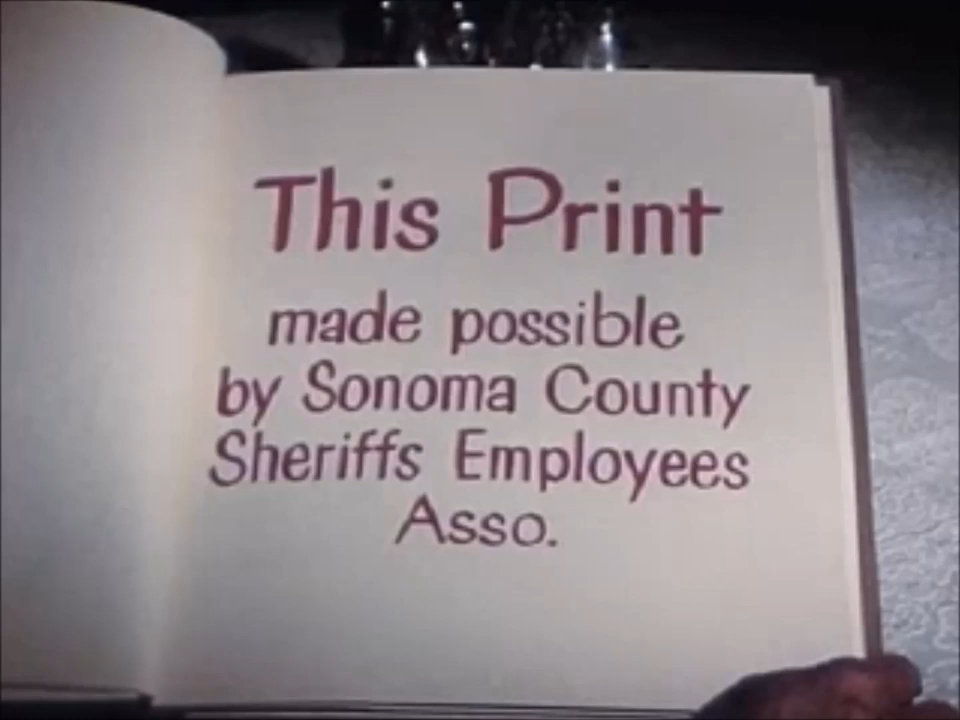 This Print
made possible
by Sonoma County
Sheriffs Employees
Asso.